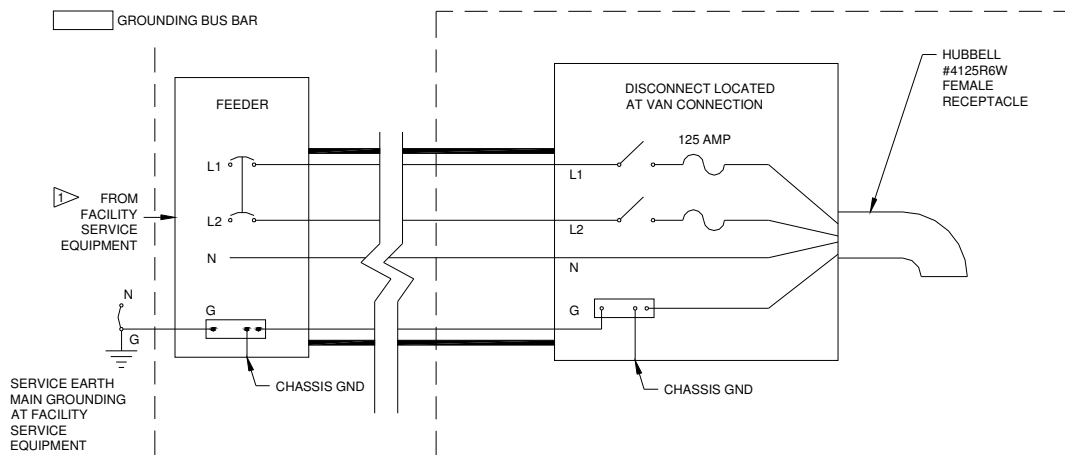 GROUNDING BUS BAR
FEEDER
L1
L2
N
G
1
FROM
FACILITY
SERVICE
EQUIPMENT
N
G
SERVICE EARTH
MAIN GROUNDING
AT FACILITY
SERVICE
EQUIPMENT
CHASSIS GND
DISCONNECT LOCATED
AT VAN CONNECTION
125 AMP
L1
L2
N
G
CHASSIS GND
HUBBELL
#4125R6W
FEMALE
RECEPTACLE